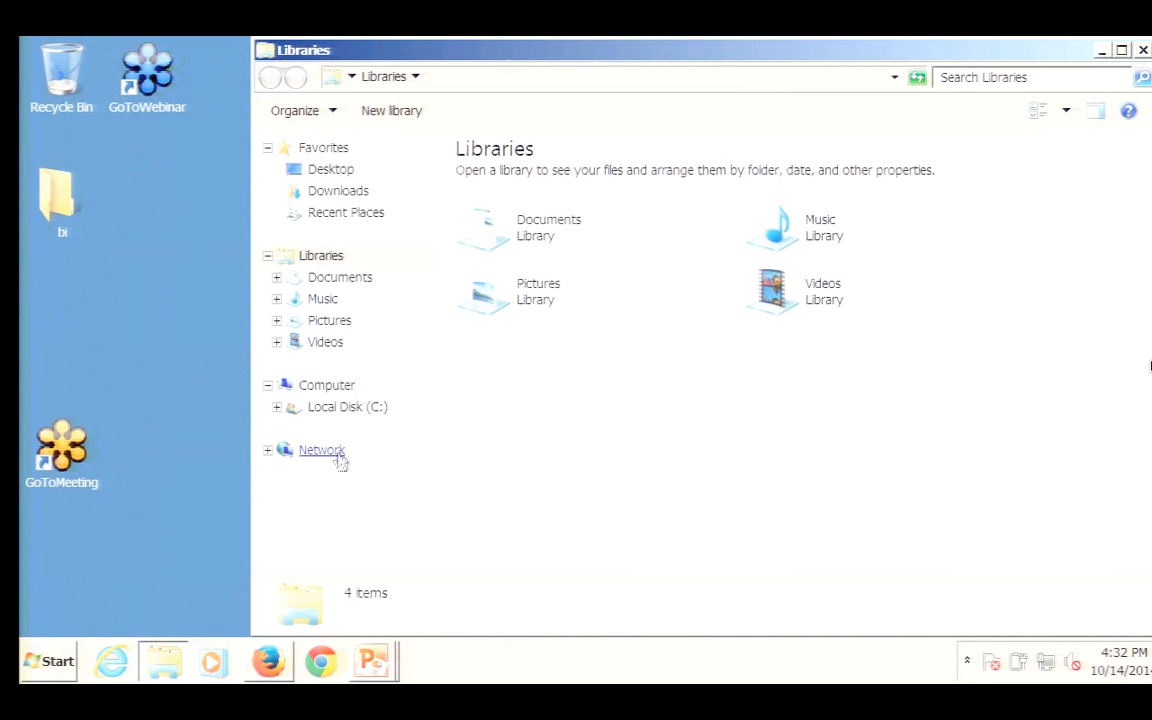 Libraries
Libraries
Search Libraries
Organize
New library
Recycle Bin
GoToWebinar
bi
GoToMeeting
Favorites
Desktop
Downloads
Recent Places
Libraries
Documents
Music
Pictures
Videos
Computer
Local Disk (C:)
Network
Libraries
Open a library to see your files and arrange them by folder, date, and other properties.
Documents
Library
Music
Library
Pictures
Library
Videos
Library
4 items
Start
4:32 PM
10/14/201